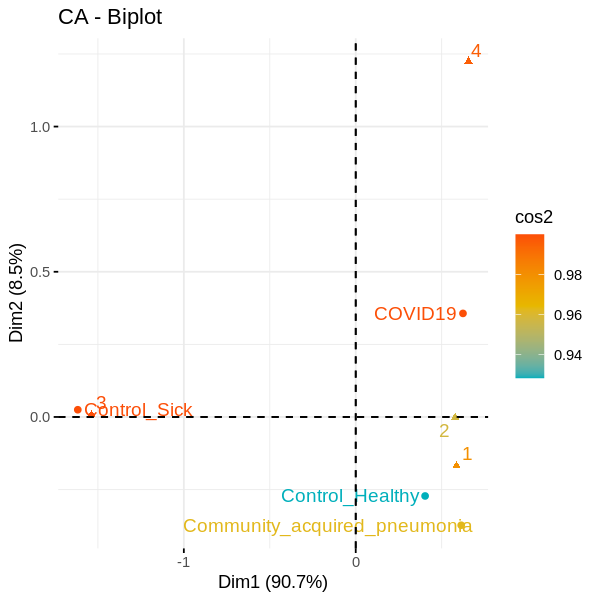 CA - Biplot
4
1.0
cos2
0.98
0.5
Dim2 (8.5%)
COVID19
0.96
0.94
3
Control_Sick
0.0
2
1
Control_Healthy
Community_acquired_pneumonia
-1
0
Dim1 (90.7%)